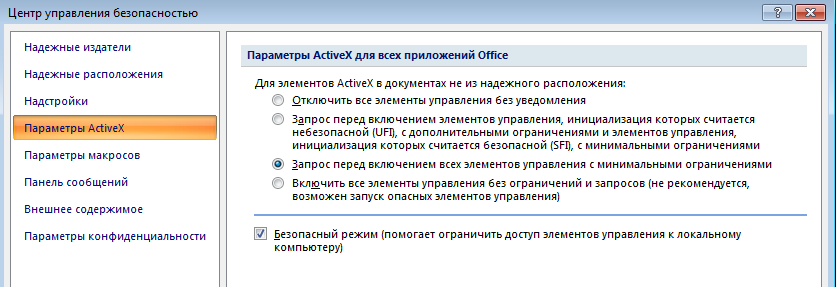 Центр управления безопасностью
Надежные издатели
Надежные расположения
Надстройки
Параметры ActiveX
Параметры макросов
Панель сообщений
Внешнее содержимое
Параметры конфиденциальности
Параметры ActiveX для всех приложений Office
Для элементов ActiveX в документах не из надежного расположения:
Отключить все элементы управления без уведомления
Запрос перед включением элементов управления, инициализация которых считается
небезопасной (UFI), с дополнительными ограничениями и элементов управления,
инициализация которых считается безопасной (SFI), с минимальными ограничениями
Запрос перед включением всех элементов управления с минимальными ограничениями
Включить все элементы управления без ограничений и запросов (не рекомендуется,
возможен запуск опасных элементов управления)
Безопасный режим (помогает ограничить доступ элементов управления к локальному
компьютеру)